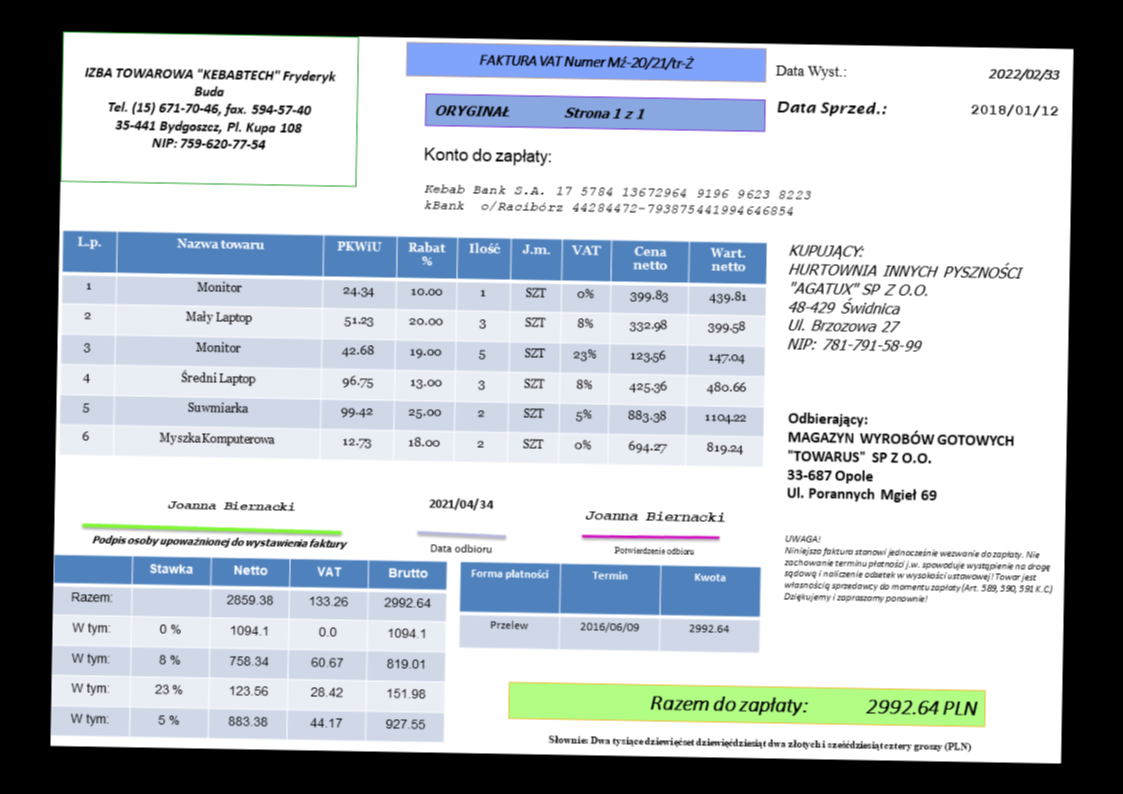 IZBA TOWAROWA "KEBABTECH" Fryderyk
Buda
Tel. (15) 671-70-46, fax. 594-57-40
35-441 Bydgoszcz, Pl. Kupa 108
NIP: 759-620-77-54
FAKTURA VAT Numer Mź-20/21/tr-Ż
ORYGINAŁ Strona 1 z 1
Data Wyst.: 2022/02/33
Data Sprzed.: 2018/01/12
Konto do zapłaty:
Kebab Bank S.A. 17 5784 13672964 9196 9623 8223
kBank o/Racibórz 44284472-793875441994646854
L.p. Nazwa towaru PKWiU Rabat % Ilość J.m. VAT Cena netto Wart. netto
1 Monitor 24.34 10.00 1 SZT 0% 399.83 439.81
2 Mały Laptop 51.23 20.00 3 SZT 8% 332.98 399.58
3 Monitor 42.68 19.00 5 SZT 23% 123.56 147.04
4 Średni Laptop 96.75 13.00 3 SZT 8% 425.36 480.66
5 Suwmiarka 99.42 25.00 2 SZT 5% 883.38 1104.22
6 Myszka Komputerowa 12.73 18.00 2 SZT 0% 694.27 819.24
KUPUJĄCY:
HURTOWNIA INNYCH PYSZNOŚCI
"AGATUX" SP Z O.O.
48-429 Świdnica
Ul. Brzozowa 27
NIP: 781-791-58-99
Odbierający:
MAGAZYN WYROBÓW GOTOWYCH
"TOWARUS" SP Z O.O.
33-687 Opole
Ul. Porannych Mgieł 69
Joanna Biernacki
Podpis osoby upoważnionej do wystawienia faktury
2021/04/34
Data odbioru
Joanna Biernacki
Potwierdzenie odbioru
UWAGA!
Niniejsza faktura stanowi jednocześnie wezwanie do zapłaty. Nie
zachowanie terminu płatności j.w. spowoduje wystąpienie na drogę
sądową i naliczenie odsetek w wysokości ustawowej! Towar jest
własnością sprzedawcy do momentu zapłaty (Art. 589, 590, 591 K.C.)
Dziękujemy i zapraszamy ponownie!
Stawka Netto VAT Brutto
Razem: 2859.38 133.26 2992.64
W tym: 0 % 1094.1 0.0 1094.1
W tym: 8 % 758.34 60.67 819.01
W tym: 23 % 123.56 28.42 151.98
W tym: 5 % 883.38 44.17 927.55
Forma płatności Termin Kwota
Przelew 2016/06/09 2992.64
Razem do zapłaty: 2992.64 PLN
Słownie: Dwa tysiące dziewięćset dziewięćdziesiąt dwa złotych i sześćdziesiąt cztery groszy (PLN)